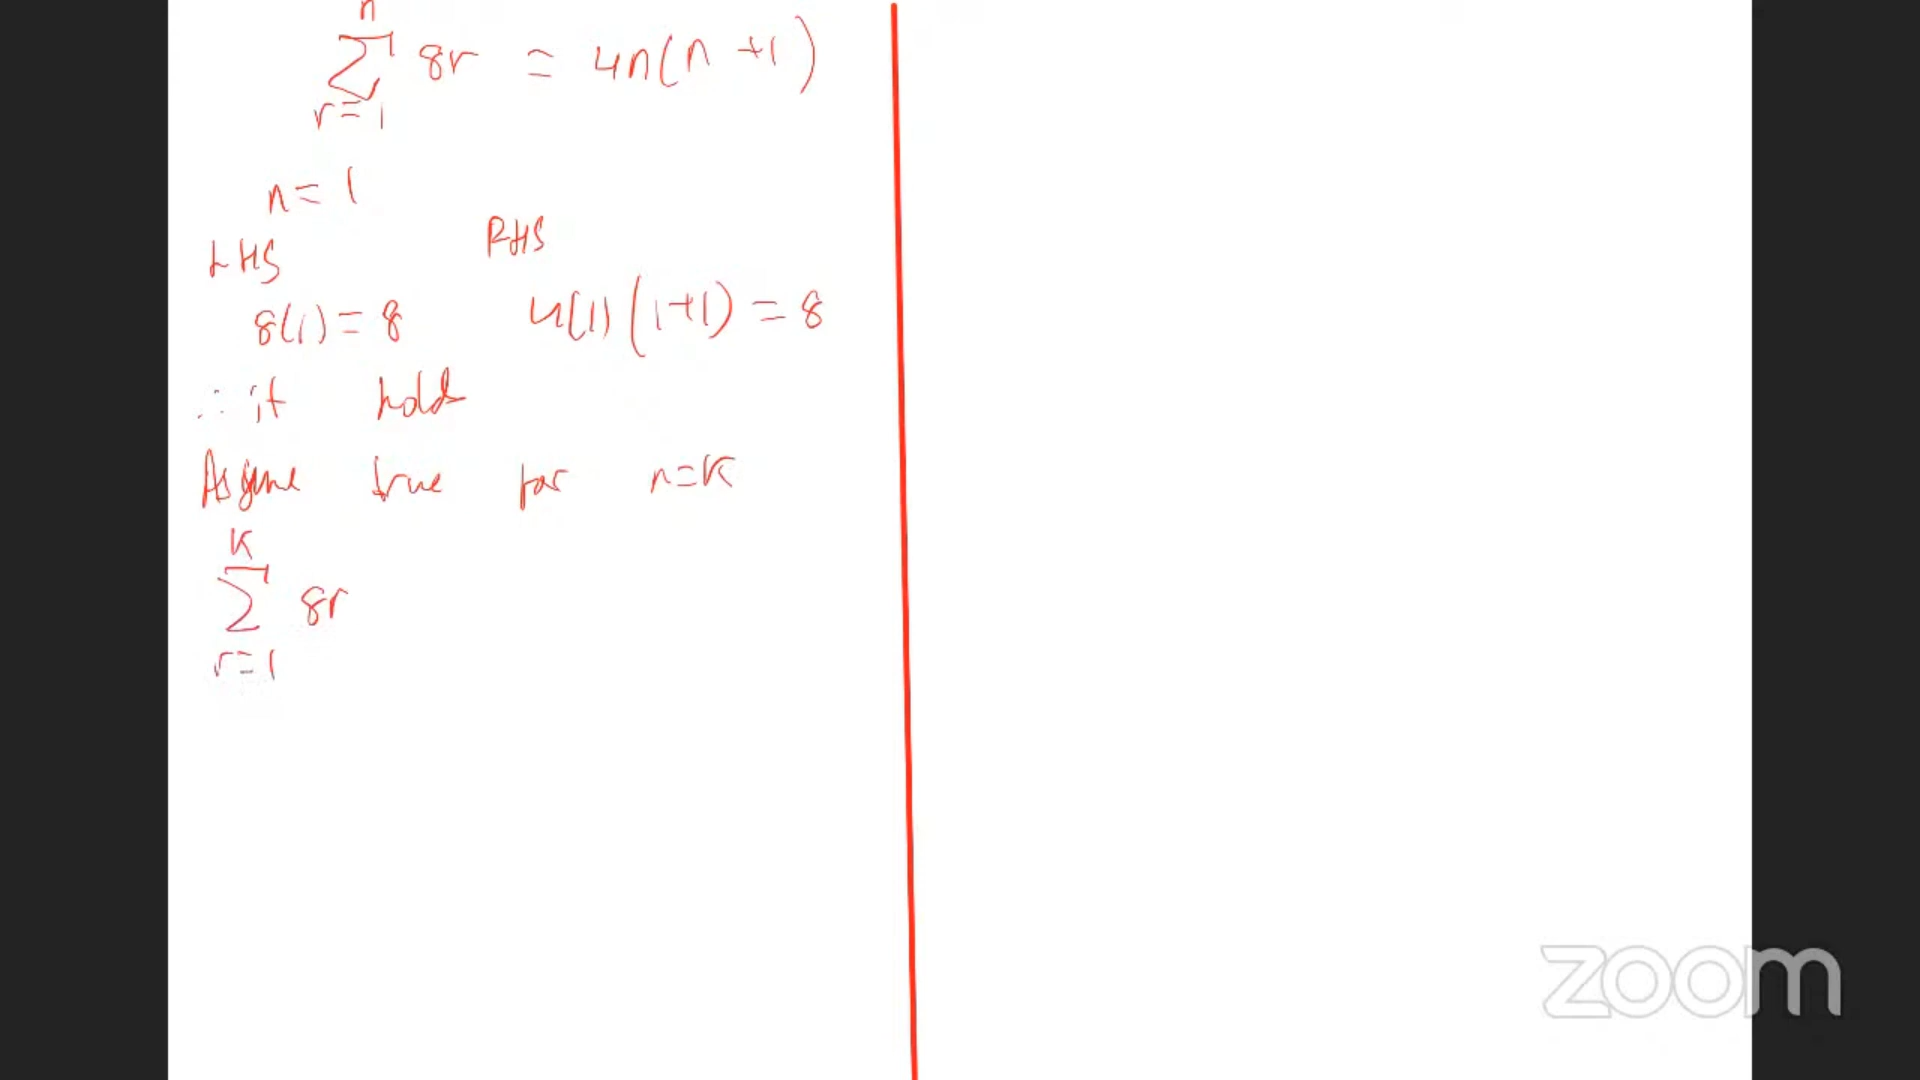 n
∑ 8r = 4n(n+1)
r=1
n=1
LHS RHS
8(1)=8 4(1)(1+1)=8
∴ it hold
Assume true for n=k
k
∑ 8r
r=1
zoom